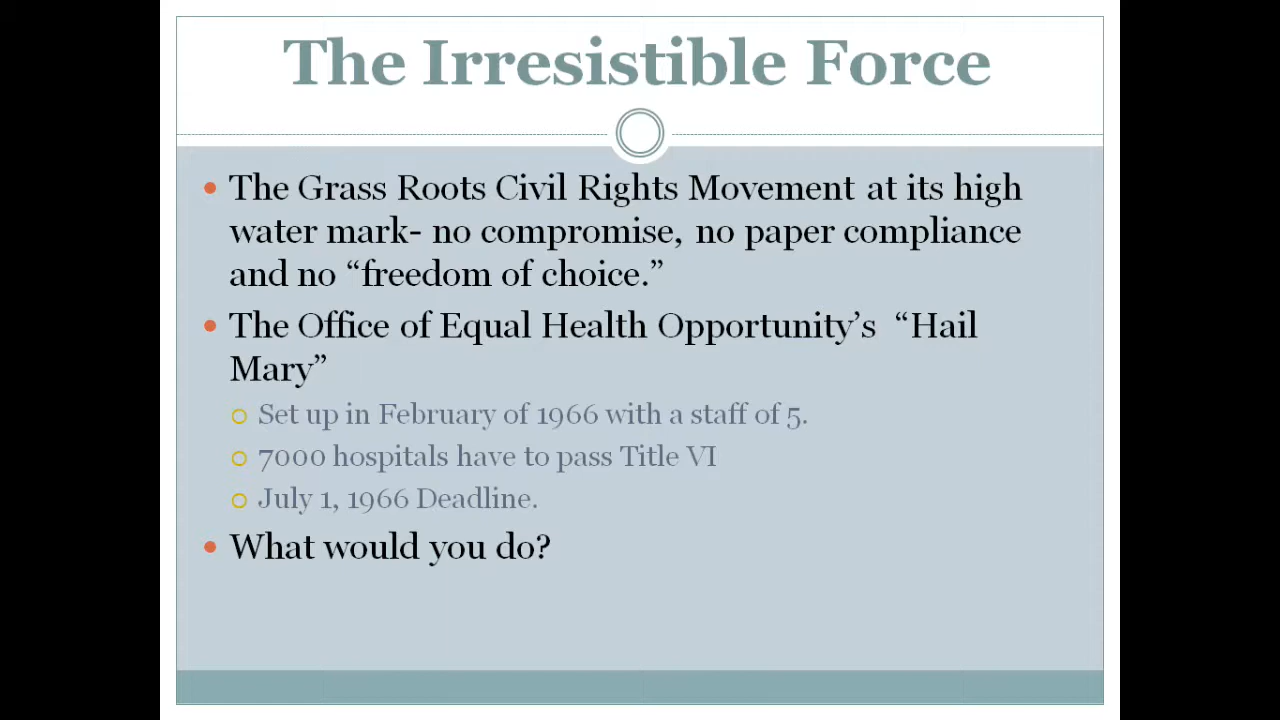 The Irresistible Force
• The Grass Roots Civil Rights Movement at its high
water mark- no compromise, no paper compliance
and no “freedom of choice.”
• The Office of Equal Health Opportunity’s “Hail
Mary”
○ Set up in February of 1966 with a staff of 5.
○ 7000 hospitals have to pass Title VI
○ July 1, 1966 Deadline.
• What would you do?